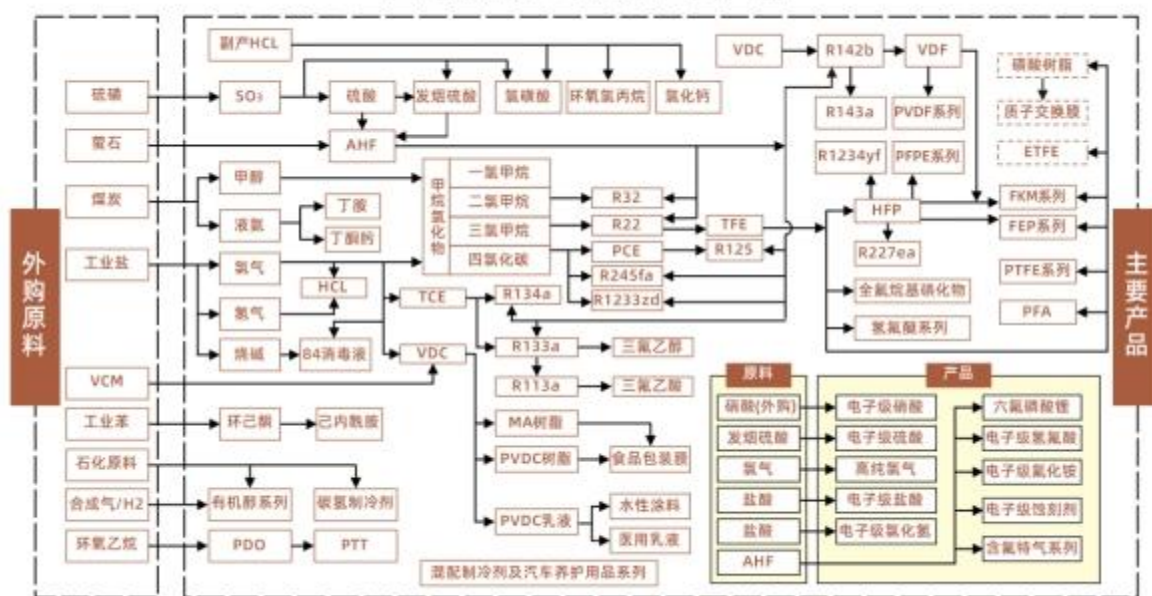 外购原料
硫磺
萤石
煤炭
工业盐
VCM
工业苯
石化原料
合成气/H2
环氧乙烷
副产HCL
SO₃
硫酸
发烟硫酸
氯磺酸
环氧氯丙烷
氯化钙
AHF
甲醇
液氨
丁胺
丁酮肟
甲烷氯化物
一氯甲烷
二氯甲烷
三氯甲烷
四氯化碳
氯气
HCL
氢气
烧碱
84消毒液
TCE
VDC
R32
R22
PCE
R245fa
R1233zd
TFE
R125
R134a
R133a
三氟乙醇
R113a
三氟乙酸
环己酮
己内酰胺
MA树脂
PVDC树脂
食品包装膜
有机醇系列
碳氢制冷剂
PVDC乳液
水性涂料
医用乳液
PDO
PTT
混配制冷剂及汽车养护用品系列
VDC
R142b
VDF
R143a
PVDF系列
R1234yf
PFPE系列
HFP
R227ea
全氟烷基碘化物
氢氟醚系列
磺酸树脂
质子交换膜
ETFE
FKM系列
FEP系列
PTFE系列
PFA
主要产品
原料
产品
硝酸(外购)
电子级硝酸
六氟磷酸锂
发烟硫酸
电子级硫酸
电子级氢氟酸
氯气
高纯氯气
电子级氟化铵
盐酸
电子级盐酸
电子级蚀刻剂
盐酸
电子级氯化氢
含氟特气系列
AHF